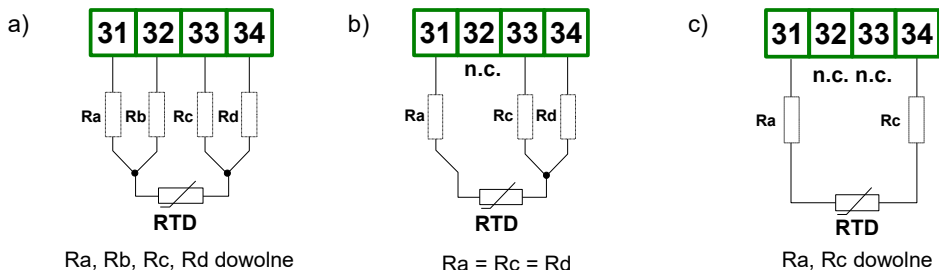 a)
31 32 33 34
Ra Rb Rc Rd
RTD
Ra, Rb, Rc, Rd dowolne
b)
31 32 33 34
n.c.
Ra Rc Rd
RTD
Ra = Rc = Rd
c)
31 32 33 34
n.c. n.c.
Ra Rc
RTD
Ra, Rc dowolne